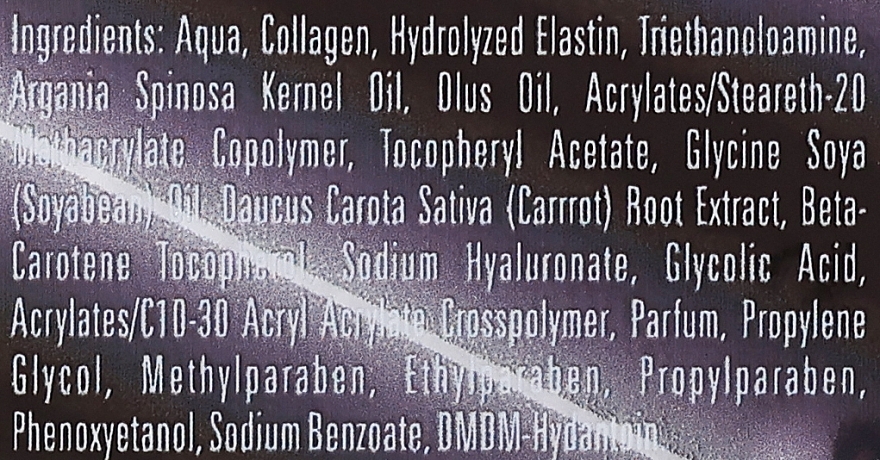 Ingredients: Aqua, Collagen, Hydrolyzed Elastin, Triethanoloamine,
Argania Spinosa Kernel Oil, Olus Oil, Acrylates/Steareth-20
Methacrylate Copolymer, Tocopheryl Acetate, Glycine Soya
(Soyabean) Oil, Daucus Carota Sativa (Carrrot) Root Extract, Beta-
Carotene Tocopherol, Sodium Hyaluronate, Glycolic Acid,
Acrylates/C10-30 Acryl Acrylate Crosspolymer, Parfum, Propylene
Glycol, Methylparaben, Ethylparaben, Propylparaben,
Phenoxyetanol, Sodium Benzoate, DMDM-Hydantoin.